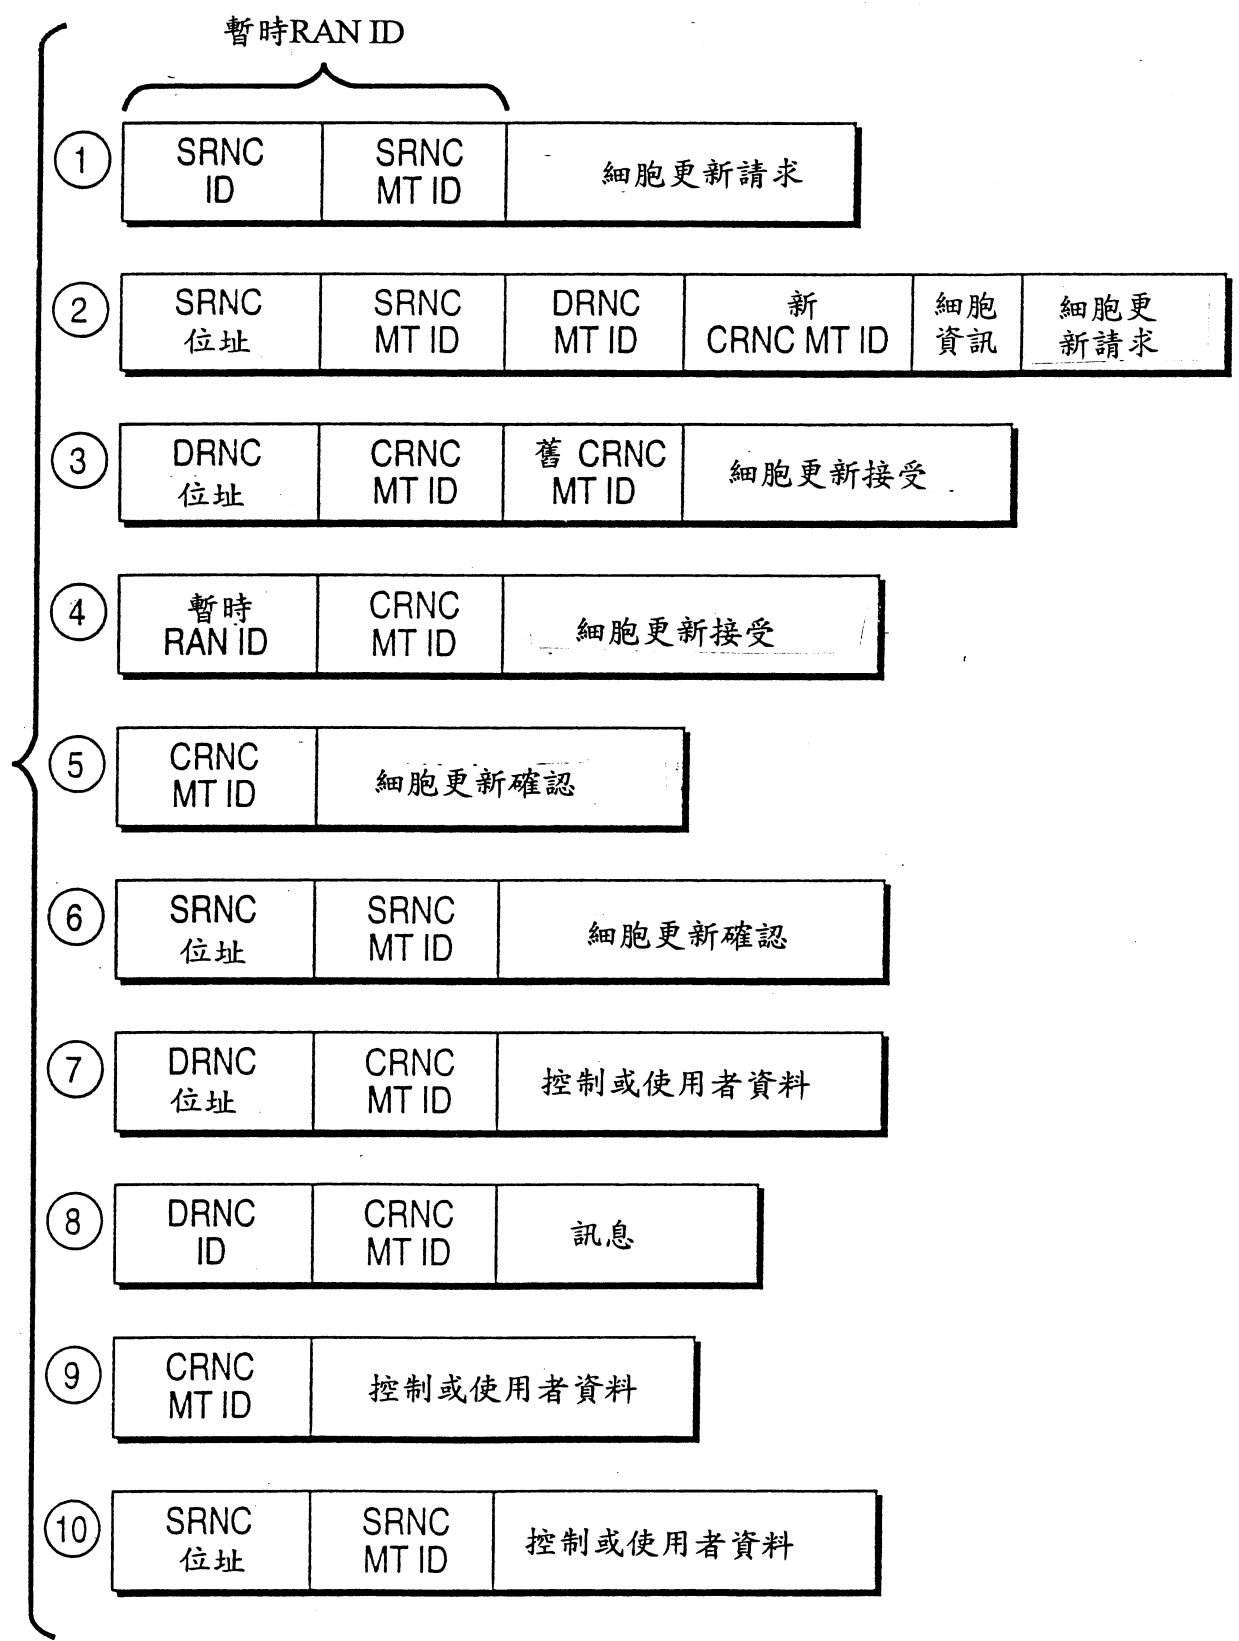 暫時RAN ID
1
SRNC
ID
SRNC
MT ID
細胞更新請求
2
SRNC
位址
SRNC
MT ID
DRNC
MT ID
新
CRNC MT ID
細胞
資訊
細胞更
新請求
3
DRNC
位址
CRNC
MT ID
舊 CRNC
MT ID
細胞更新接受
4
暫時
RAN ID
CRNC
MT ID
細胞更新接受
5
CRNC
MT ID
細胞更新確認
6
SRNC
位址
SRNC
MT ID
細胞更新確認
7
DRNC
位址
CRNC
MT ID
控制或使用者資料
8
DRNC
ID
CRNC
MT ID
訊息
9
CRNC
MT ID
控制或使用者資料
10
SRNC
位址
SRNC
MT ID
控制或使用者資料